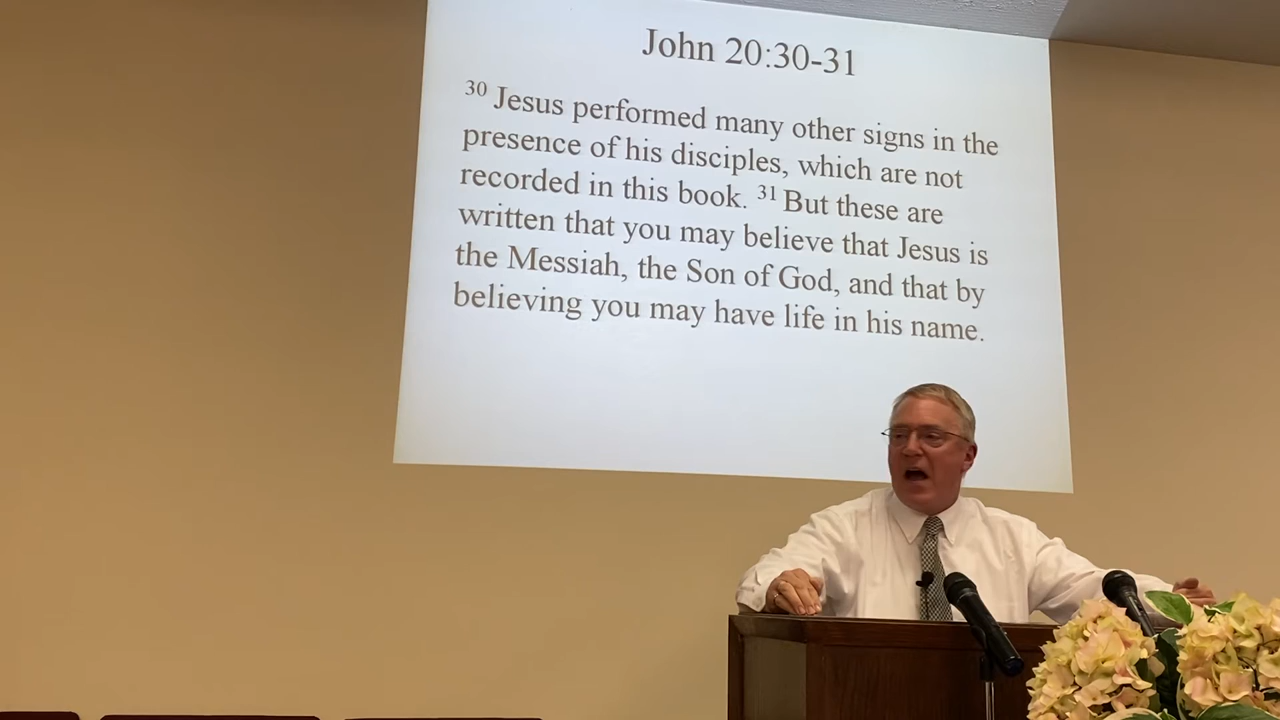 John 20:30-31
30 Jesus performed many other signs in the
presence of his disciples, which are not
recorded in this book. 31 But these are
written that you may believe that Jesus is
the Messiah, the Son of God, and that by
believing you may have life in his name.